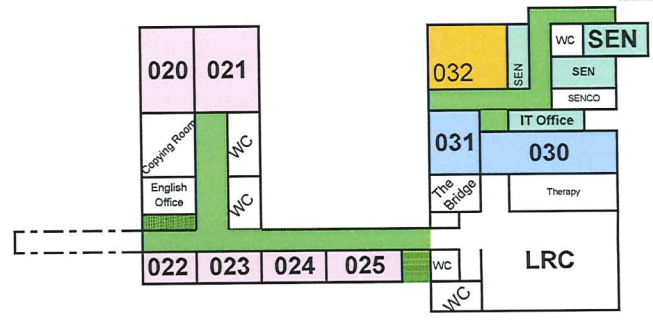 020
021
032
SEN
WC
SEN
SEN
SENCO
IT Office
Copying Room
WC
031
030
English
Office
WC
The
Bridge
Therapy
022
023
024
025
WC
LRC
WC